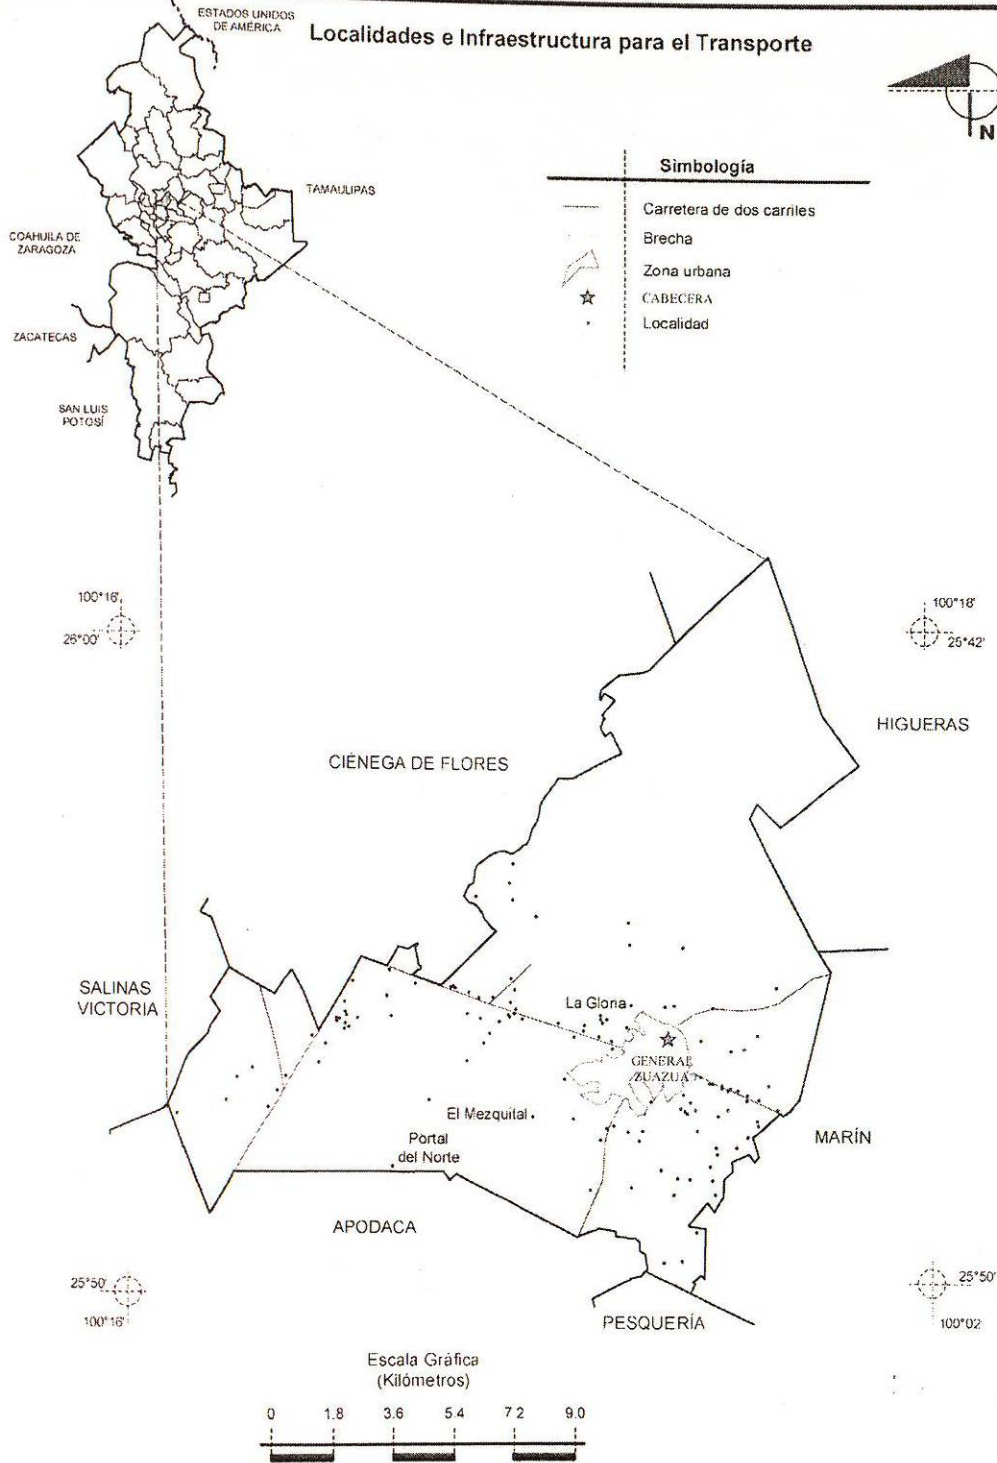 ESTADOS UNIDOS
DE AMÉRICA
Localidades e Infraestructura para el Transporte
N
Simbología
TAMAULIPAS
Carretera de dos carriles
COAHUILA DE
ZARAGOZA
Brecha
Zona urbana
CABECERA
Localidad
ZACATECAS
SAN LUIS
POTOSÍ
100°16'
26°00'
100°18'
25°42'
HIGUERAS
CIÉNEGA DE FLORES
SALINAS
VICTORIA
La Gloria
GENERAL
ZUAZUA
El Mezquital
MARÍN
Portal
del Norte
APODACA
25°50'
100°16'
25°50'
100°02'
PESQUERÍA
Escala Gráfica
(Kilómetros)
0 1.8 3.6 5.4 7.2 9.0